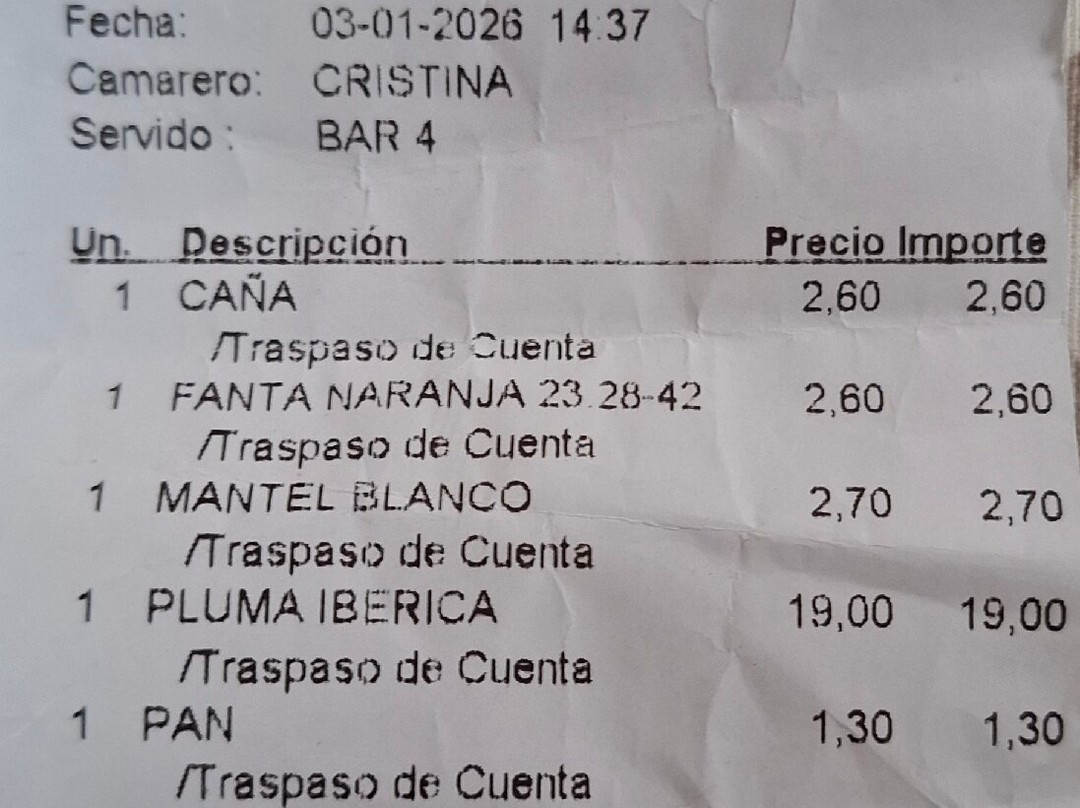 Fecha: 03-01-2026 14:37
Camarero: CRISTINA
Servido : BAR 4
Un. Descripción Precio Importe
1 CAÑA 2,60 2,60
/Traspaso de Cuenta
1 FANTA NARANJA 23.28-42 2,60 2,60
/Traspaso de Cuenta
1 MANTEL BLANCO 2,70 2,70
/Traspaso de Cuenta
1 PLUMA IBERICA 19,00 19,00
/Traspaso de Cuenta
1 PAN 1,30 1,30
/Traspaso de Cuenta